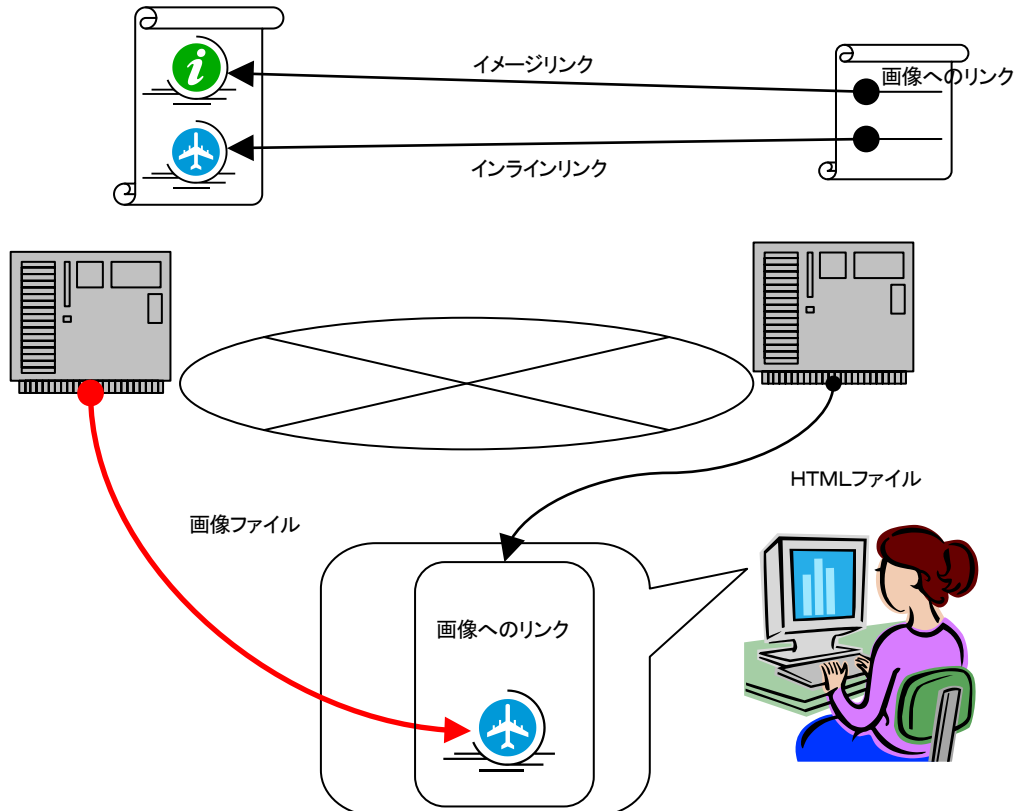 イメージリンク
画像へのリンク
インラインリンク
HTMLファイル
画像ファイル
画像へのリンク